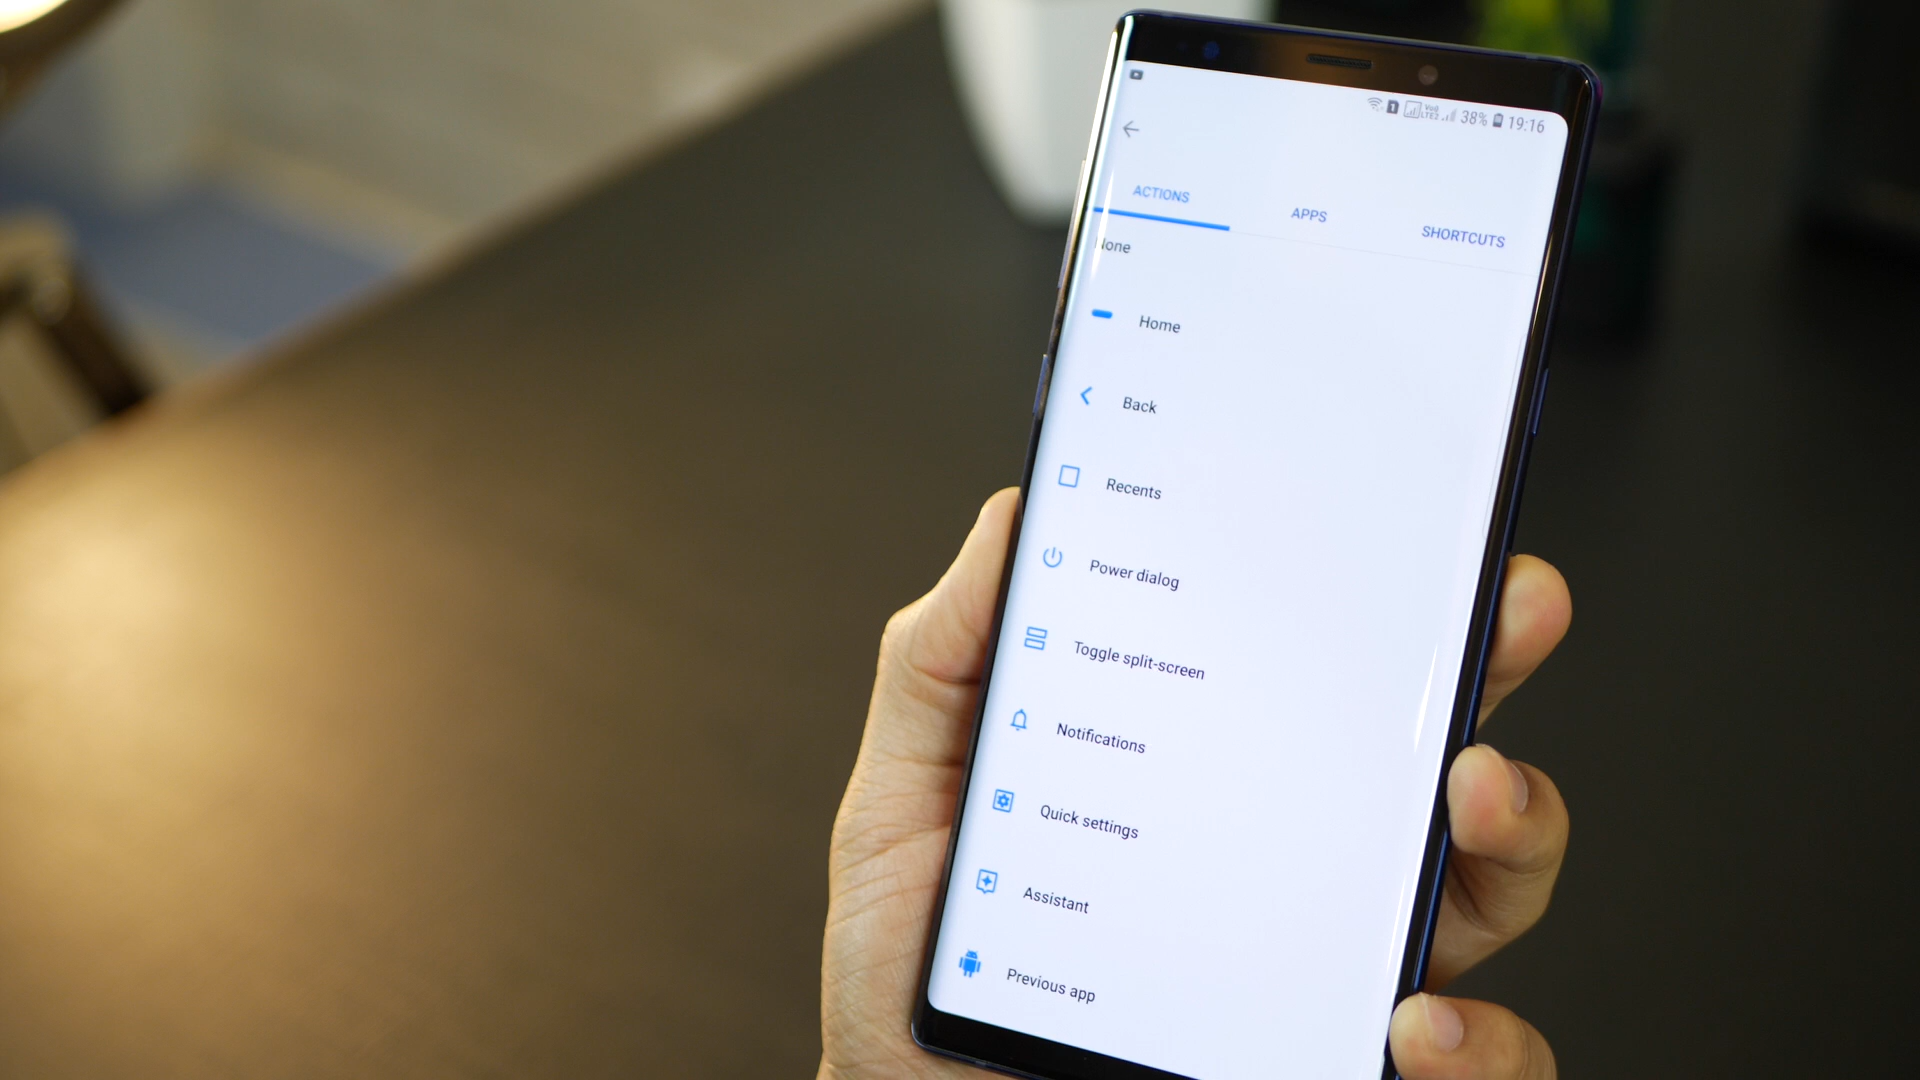 38% 19:16
ACTIONS APPS SHORTCUTS
None
Home
Back
Recents
Power dialog
Toggle split-screen
Notifications
Quick settings
Assistant
Previous app